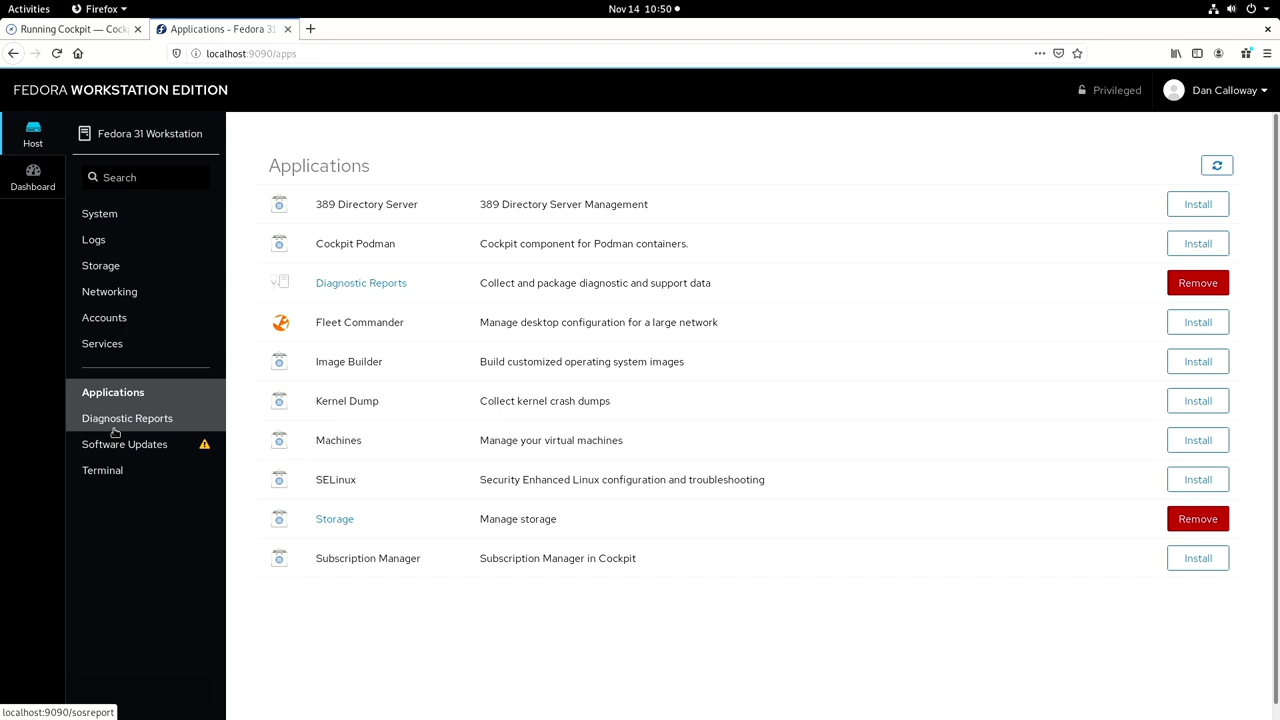 Activities
Firefox
Nov 14 10:50
Running Cockpit — Cock
Applications - Fedora 31
localhost:9090/apps
FEDORA WORKSTATION EDITION
Privileged
Dan Calloway
Host
Dashboard
Fedora 31 Workstation
Search
System
Logs
Storage
Networking
Accounts
Services
Applications
Diagnostic Reports
Software Updates
Terminal
Applications
389 Directory Server 389 Directory Server Management Install
Cockpit Podman Cockpit component for Podman containers. Install
Diagnostic Reports Collect and package diagnostic and support data Remove
Fleet Commander Manage desktop configuration for a large network Install
Image Builder Build customized operating system images Install
Kernel Dump Collect kernel crash dumps Install
Machines Manage your virtual machines Install
SELinux Security Enhanced Linux configuration and troubleshooting Install
Storage Manage storage Remove
Subscription Manager Subscription Manager in Cockpit Install
localhost:9090/sosreport